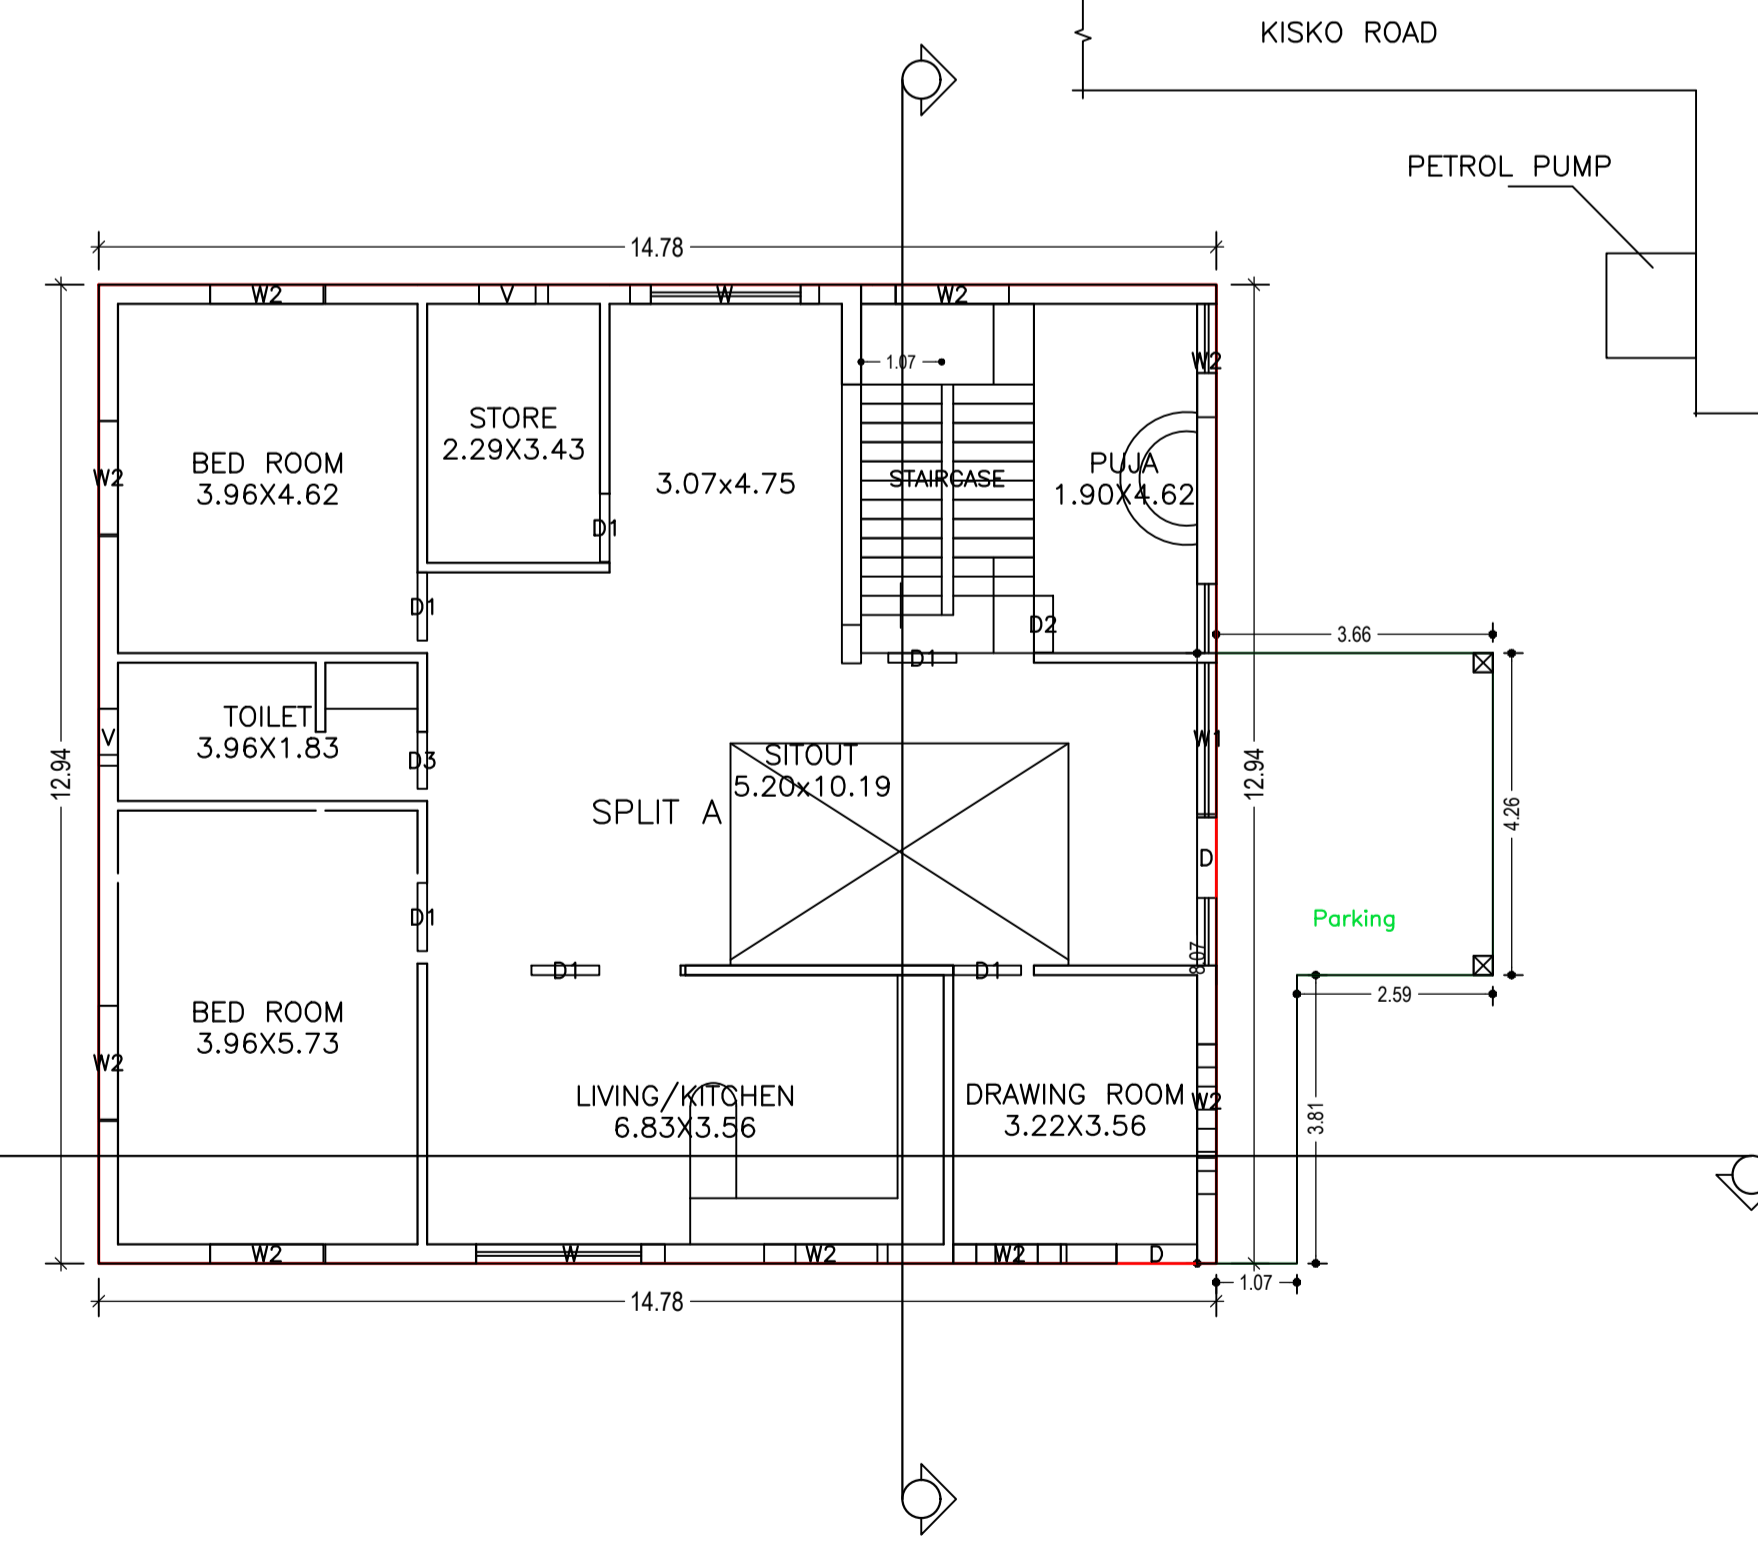 KISKO ROAD
PETROL PUMP
14.78
W2
V
W
W2
1.07
W2
STORE
2.29X3.43
BED ROOM
3.96X4.62
W2
3.07x4.75
STAIRCASE
PUJA
1.90X4.62
D1
D1
D2
D1
3.66
TOILET
3.96X1.83
V
D3
W1
12.94
12.94
SITOUT
5.20x10.19
SPLIT A
4.26
D
Parking
D1
D1
D1
8.07
2.59
BED ROOM
3.96X5.73
W2
LIVING/KITCHEN
6.83X3.56
DRAWING ROOM
3.22X3.56
W2
3.81
W2
W
W2
W2
D
1.07
14.78